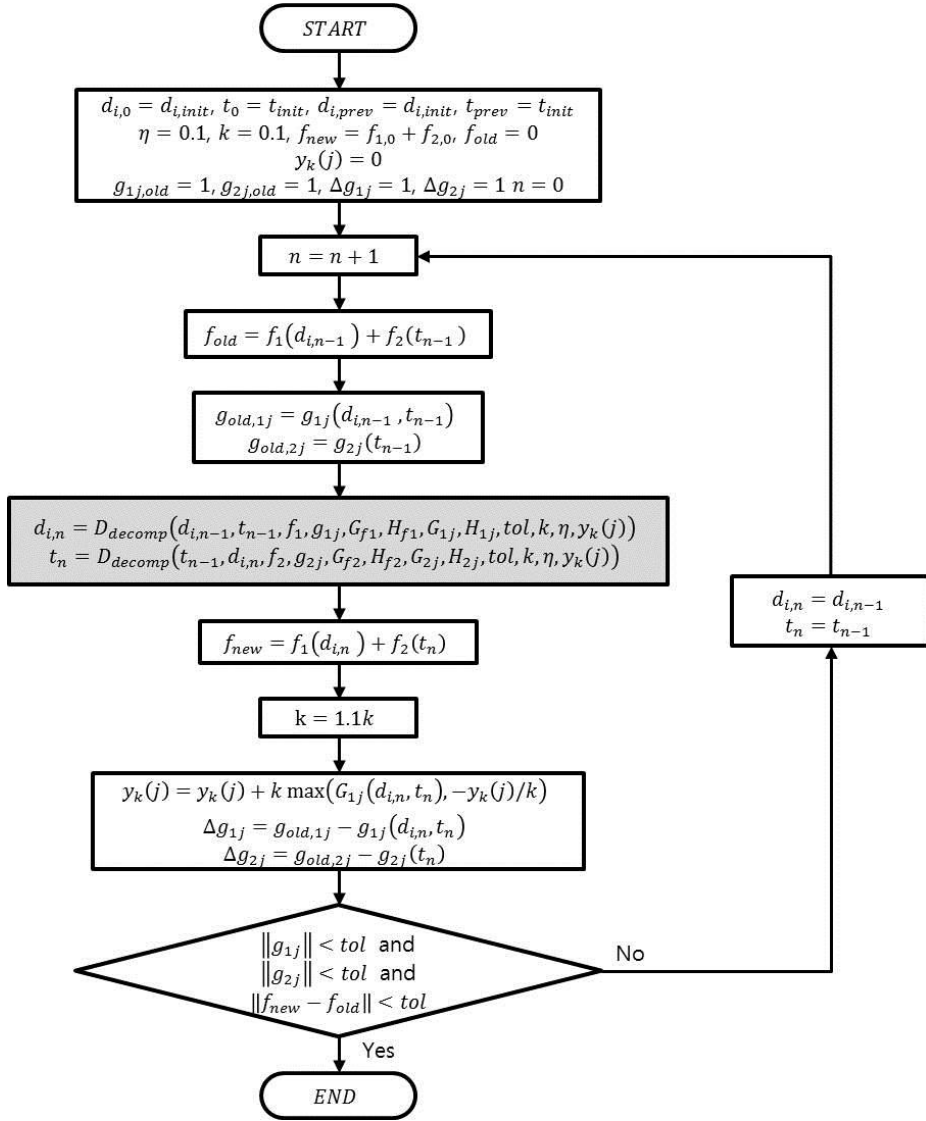 START
d_{i,0} = d_{i,init}, t_0 = t_{init}, d_{i,prev} = d_{i,init}, t_{prev} = t_{init}
η = 0.1, k = 0.1, f_{new} = f_{1,0} + f_{2,0}, f_{old} = 0
y_k(j) = 0
g_{1j,old} = 1, g_{2j,old} = 1, Δg_{1j} = 1, Δg_{2j} = 1 n = 0
n = n + 1
f_{old} = f_1(d_{i,n−1}) + f_2(t_{n−1})
g_{old,1j} = g_{1j}(d_{i,n−1}, t_{n−1})
g_{old,2j} = g_{2j}(t_{n−1})
d_{i,n} = D_{decomp}(d_{i,n−1}, t_{n−1}, f_1, g_{1j}, G_{f1}, H_{f1}, G_{1j}, H_{1j}, tol, k, η, y_k(j))
t_n = D_{decomp}(t_{n−1}, d_{i,n}, f_2, g_{2j}, G_{f2}, H_{f2}, G_{2j}, H_{2j}, tol, k, η, y_k(j))
f_{new} = f_1(d_{i,n}) + f_2(t_n)
k = 1.1k
y_k(j) = y_k(j) + k max(G_{1j}(d_{i,n}, t_n), −y_k(j)/k)
Δg_{1j} = g_{old,1j} − g_{1j}(d_{i,n}, t_n)
Δg_{2j} = g_{old,2j} − g_{2j}(t_n)
‖g_{1j}‖ < tol and
‖g_{2j}‖ < tol and
‖f_{new} − f_{old}‖ < tol
No
d_{i,n} = d_{i,n−1}
t_n = t_{n−1}
Yes
END